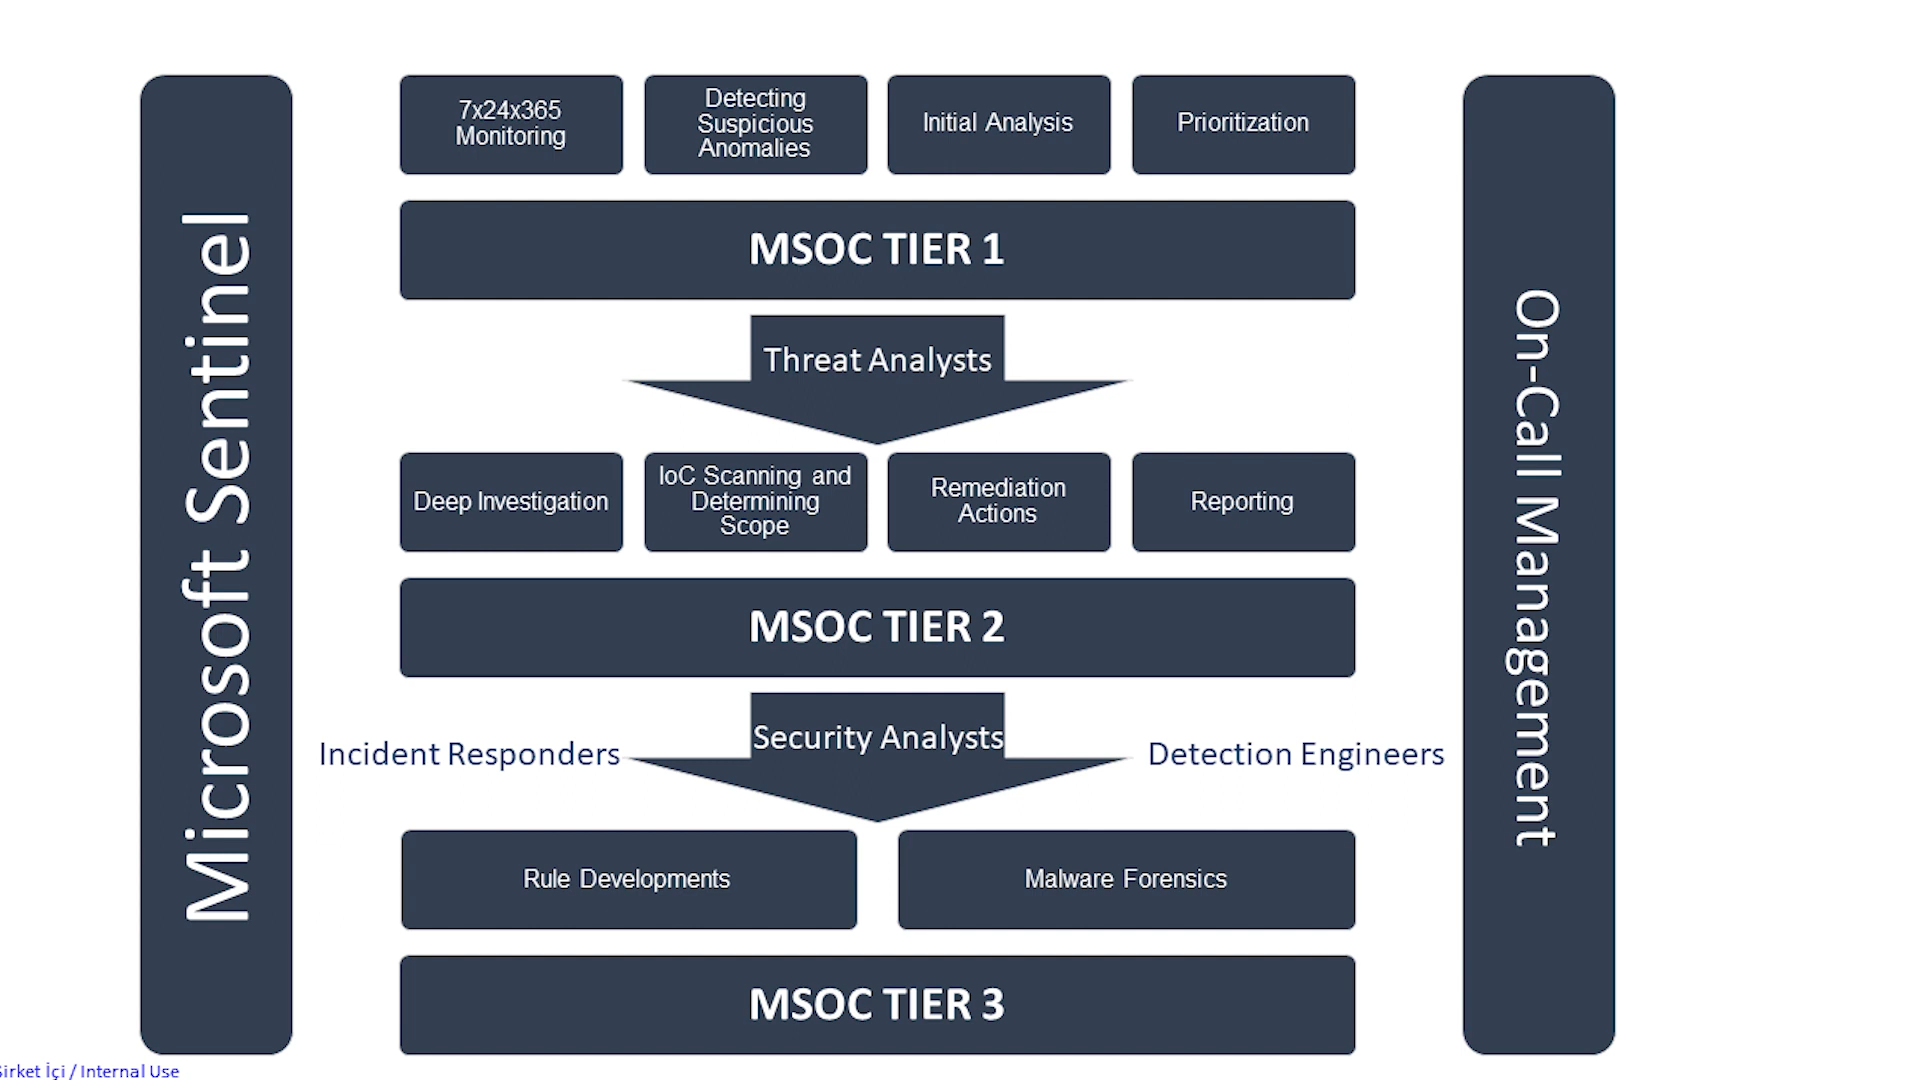 Microsoft Sentinel
7x24x365
Monitoring
Detecting
Suspicious
Anomalies
Initial Analysis
Prioritization
MSOC TIER 1
Threat Analysts
Deep Investigation
IoC Scanning and
Determining
Scope
Remediation
Actions
Reporting
MSOC TIER 2
Incident Responders
Security Analysts
Detection Engineers
Rule Developments
Malware Forensics
MSOC TIER 3
On-Call Management
İçi / Internal Use